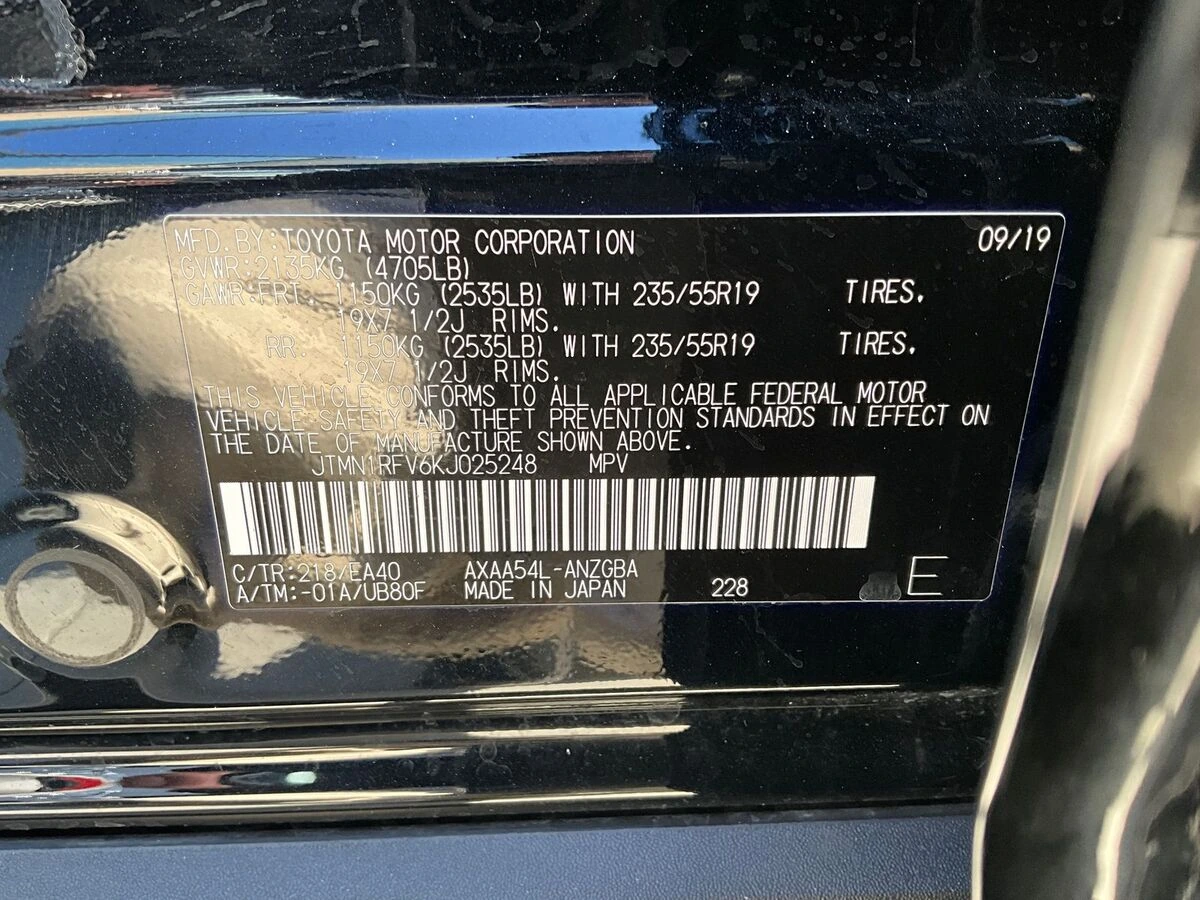 MFD.BY:TOYOTA MOTOR CORPORATION 09/19
GVWR:2135KG (4705LB)
GAWR:FRT. 1150KG (2535LB) WITH 235/55R19 TIRES.
19X7 1/2J RIMS.
RR. 1150KG (2535LB) WITH 235/55R19 TIRES.
19X7 1/2J RIMS.
THIS VEHICLE CONFORMS TO ALL APPLICABLE FEDERAL MOTOR
VEHICLE SAFETY AND THEFT PREVENTION STANDARDS IN EFFECT ON
THE DATE OF MANUFACTURE SHOWN ABOVE.
JTMN1RFV6KJ025248 MPV
C/TR:218/EA40 AXAA54L-ANZGBA
A/TM:-01A/UB80F MADE IN JAPAN 228 E